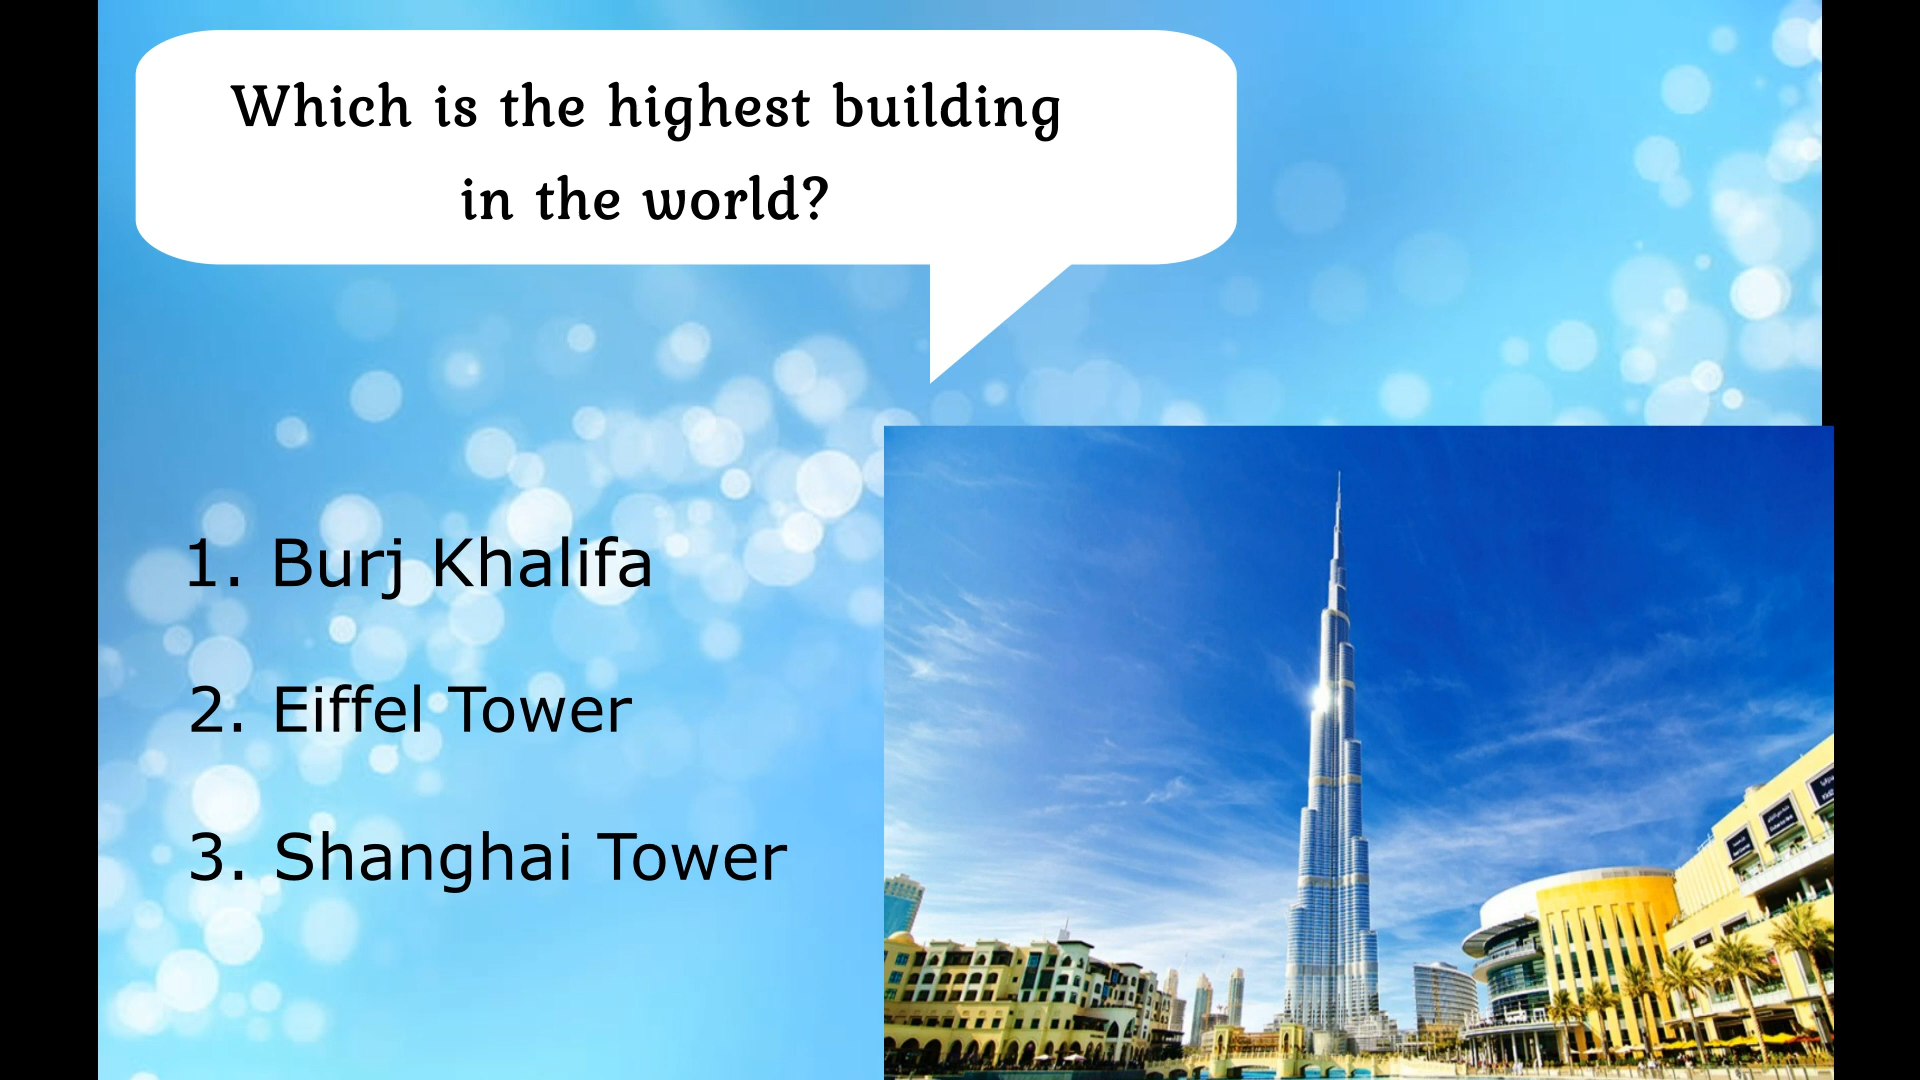 Which is the highest building
in the world?
1. Burj Khalifa
2. Eiffel Tower
3. Shanghai Tower